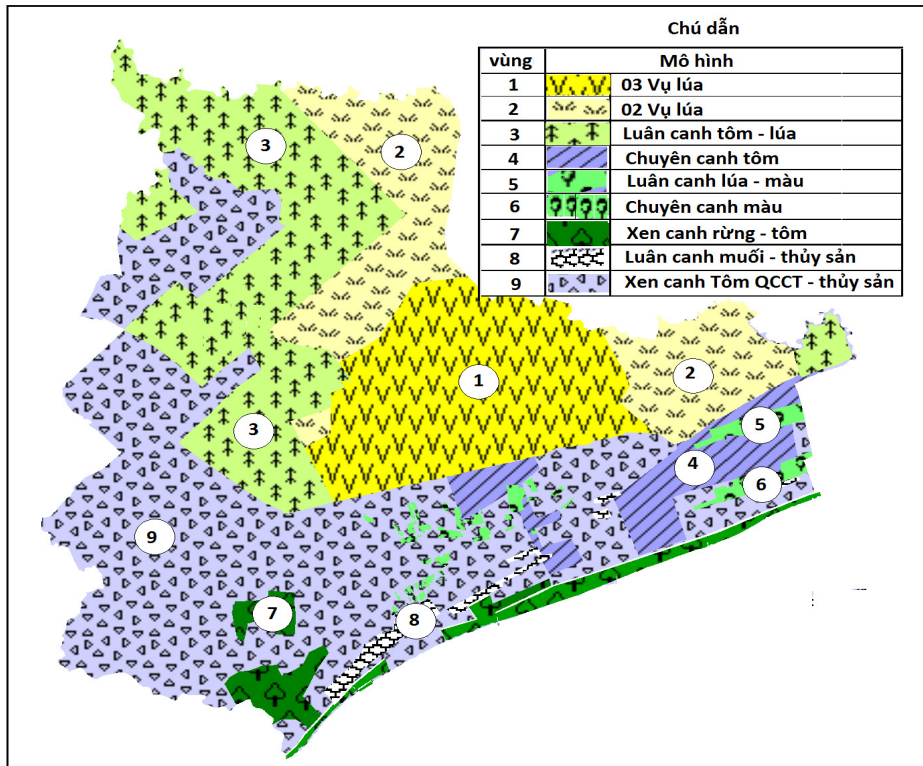 Chú dẫn
vùng Mô hình
1 03 Vụ lúa
2 02 Vụ lúa
3 Luân canh tôm - lúa
4 Chuyên canh tôm
5 Luân canh lúa - màu
6 Chuyên canh màu
7 Xen canh rừng - tôm
8 Luân canh muối - thủy sản
9 Xen canh Tôm QCCT - thủy sản
3
2
1
2
5
3
4
6
9
7
8